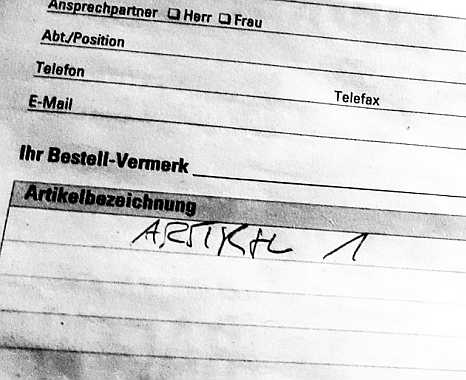 Ansprechpartner ☐ Herr ☐ Frau
Abt./Position
Telefon Telefax
E-Mail
Ihr Bestell-Vermerk
Artikelbezeichnung
ARTIKEL 1